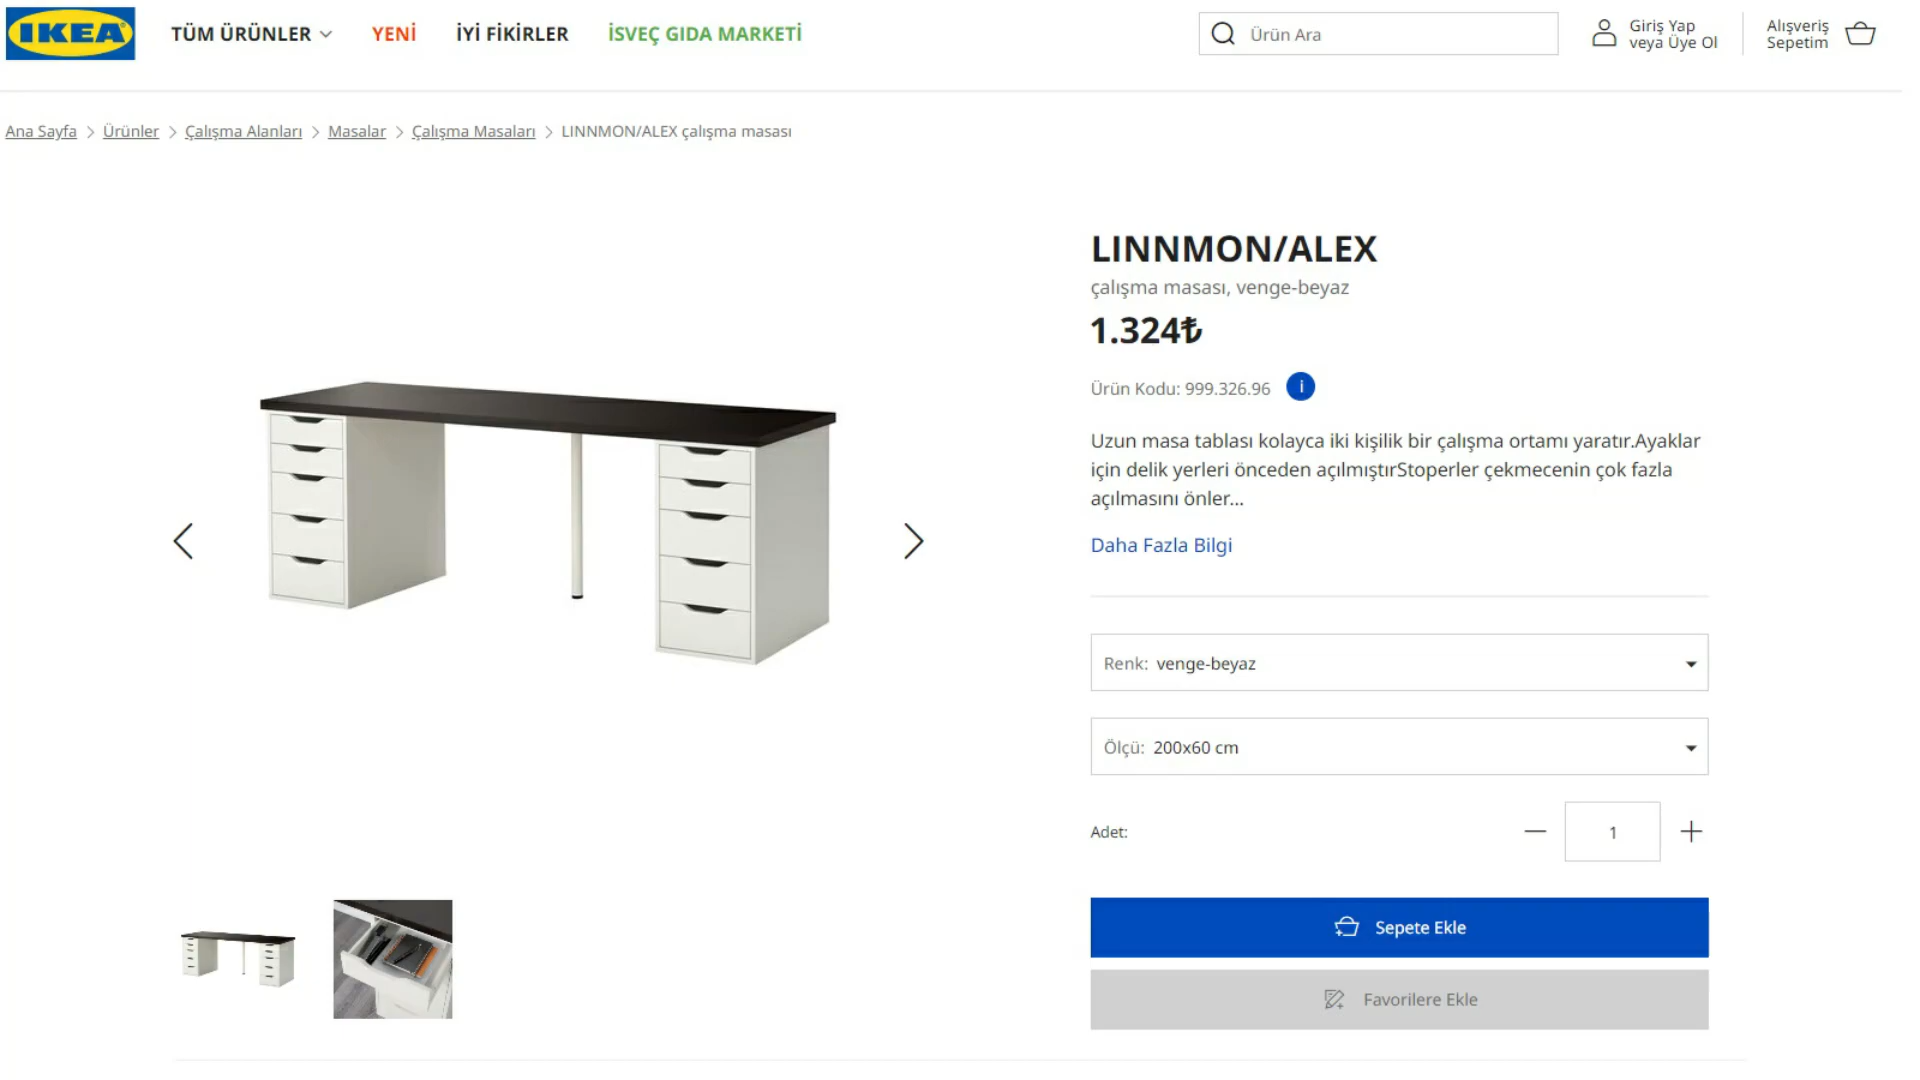 IKEA
TÜM ÜRÜNLER
YENİ
İYİ FİKİRLER
İSVEÇ GIDA MARKETİ
Ürün Ara
Giriş Yap
veya Üye Ol
Alışveriş
Sepetim
Ana Sayfa > Ürünler > Çalışma Alanları > Masalar > Çalışma Masaları > LINNMON/ALEX çalışma masası
LINNMON/ALEX
çalışma masası, venge-beyaz
1.324₺
Ürün Kodu: 999.326.96 i
Uzun masa tablası kolayca iki kişilik bir çalışma ortamı yaratır.Ayaklar
için delik yerleri önceden açılmıştırStoperler çekmecenin çok fazla
açılmasını önler...
Daha Fazla Bilgi
Renk: venge-beyaz
Ölçü: 200x60 cm
Adet: — 1 +
Sepete Ekle
Favorilere Ekle